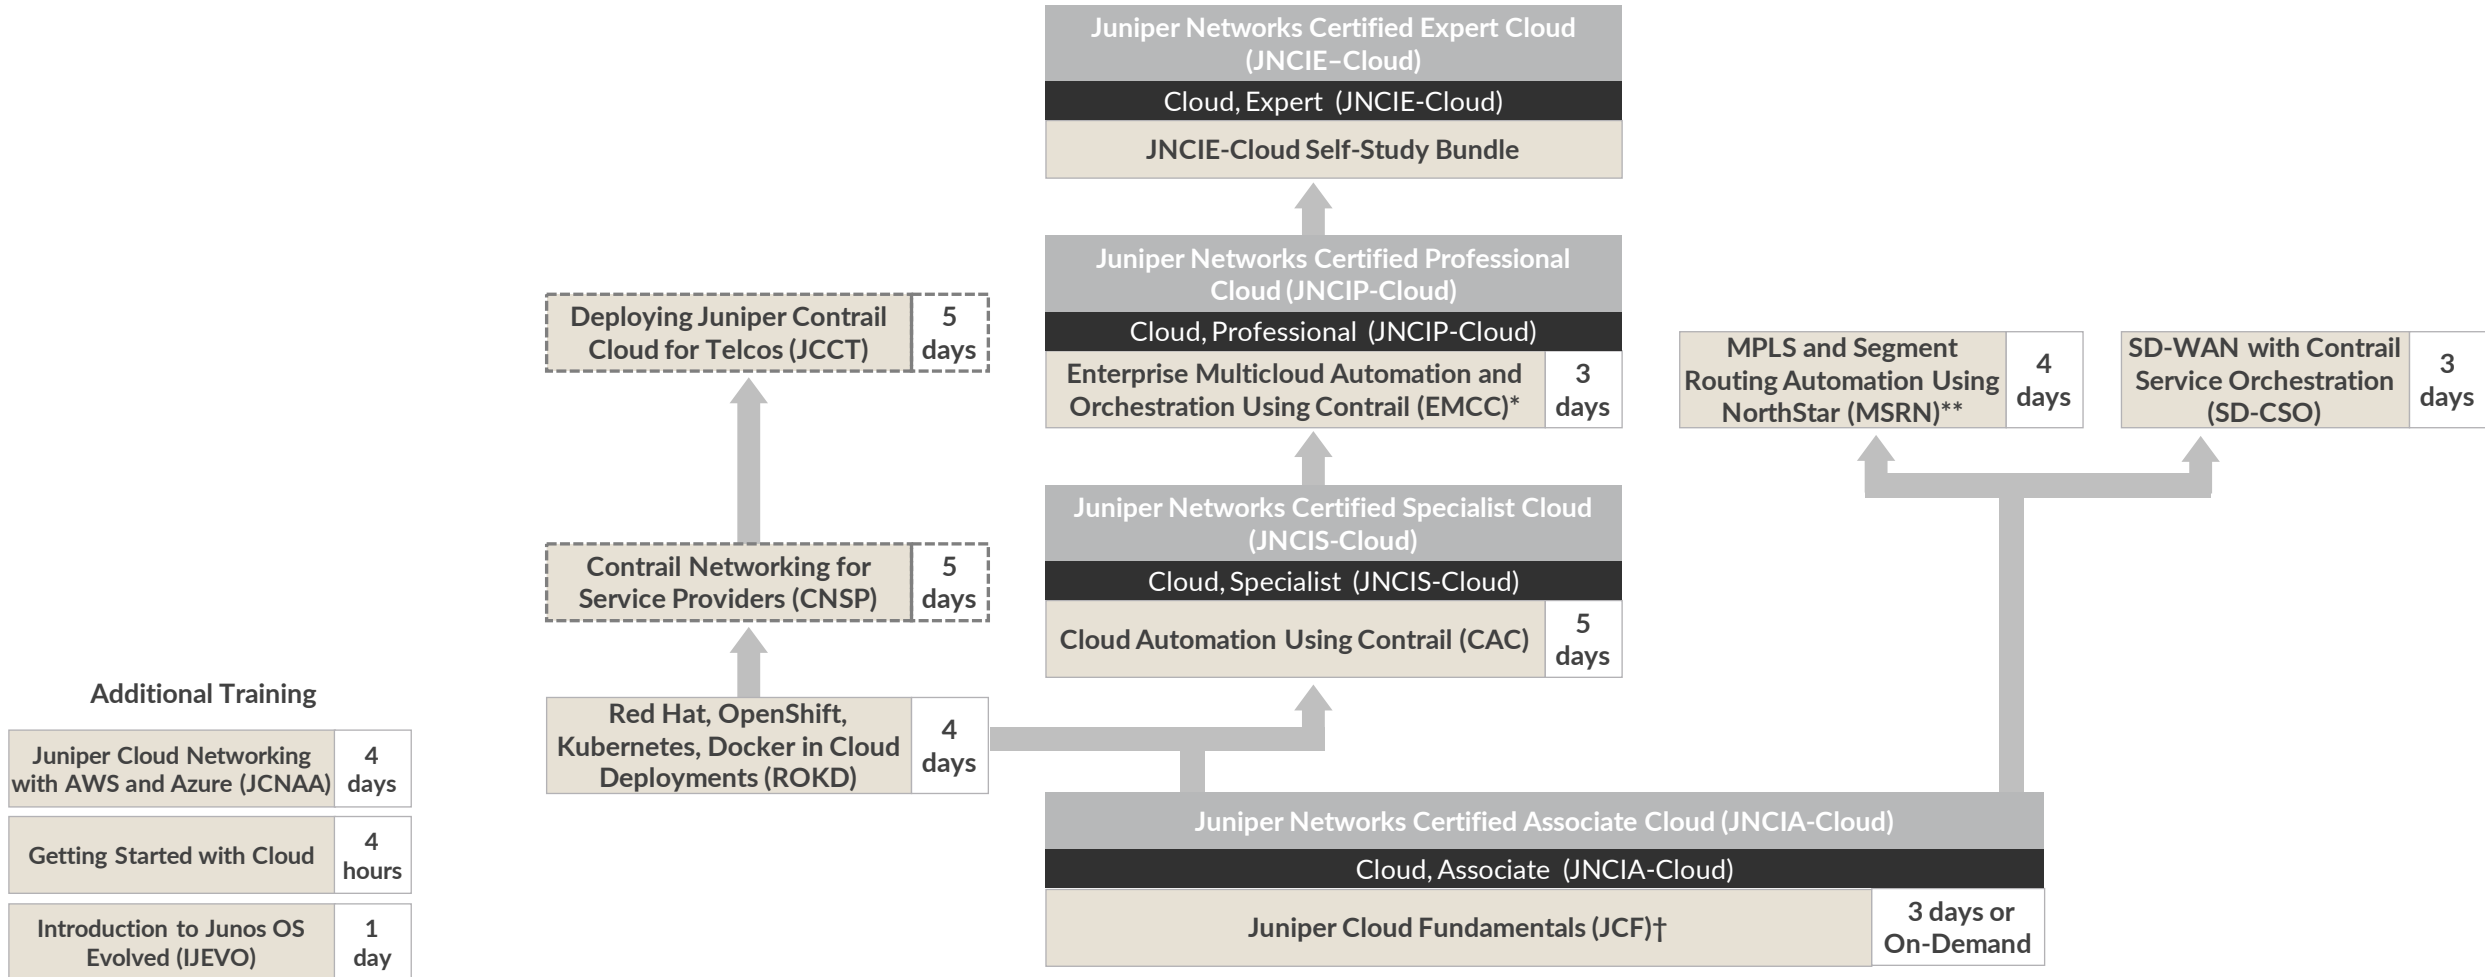 Juniper Networks Certified Expert Cloud
(JNCIE–Cloud)
Cloud, Expert (JNCIE-Cloud)
JNCIE-Cloud Self-Study Bundle
Juniper Networks Certified Professional
Cloud (JNCIP-Cloud)
Cloud, Professional (JNCIP-Cloud)
Enterprise Multicloud Automation and
Orchestration Using Contrail (EMCC)*
3
days
Deploying Juniper Contrail
Cloud for Telcos (JCCT)
5
days
MPLS and Segment
Routing Automation Using
NorthStar (MSRN)**
4
days
SD-WAN with Contrail
Service Orchestration
(SD-CSO)
3
days
Juniper Networks Certified Specialist Cloud
(JNCIS-Cloud)
Cloud, Specialist (JNCIS-Cloud)
Cloud Automation Using Contrail (CAC)
5
days
Contrail Networking for
Service Providers (CNSP)
5
days
Red Hat, OpenShift,
Kubernetes, Docker in Cloud
Deployments (ROKD)
4
days
Additional Training
Juniper Cloud Networking
with AWS and Azure (JCNAA)
4
days
Getting Started with Cloud
4
hours
Introduction to Junos OS
Evolved (IJEVO)
1
day
Juniper Networks Certified Associate Cloud (JNCIA-Cloud)
Cloud, Associate (JNCIA-Cloud)
Juniper Cloud Fundamentals (JCF)†
3 days or
On-Demand